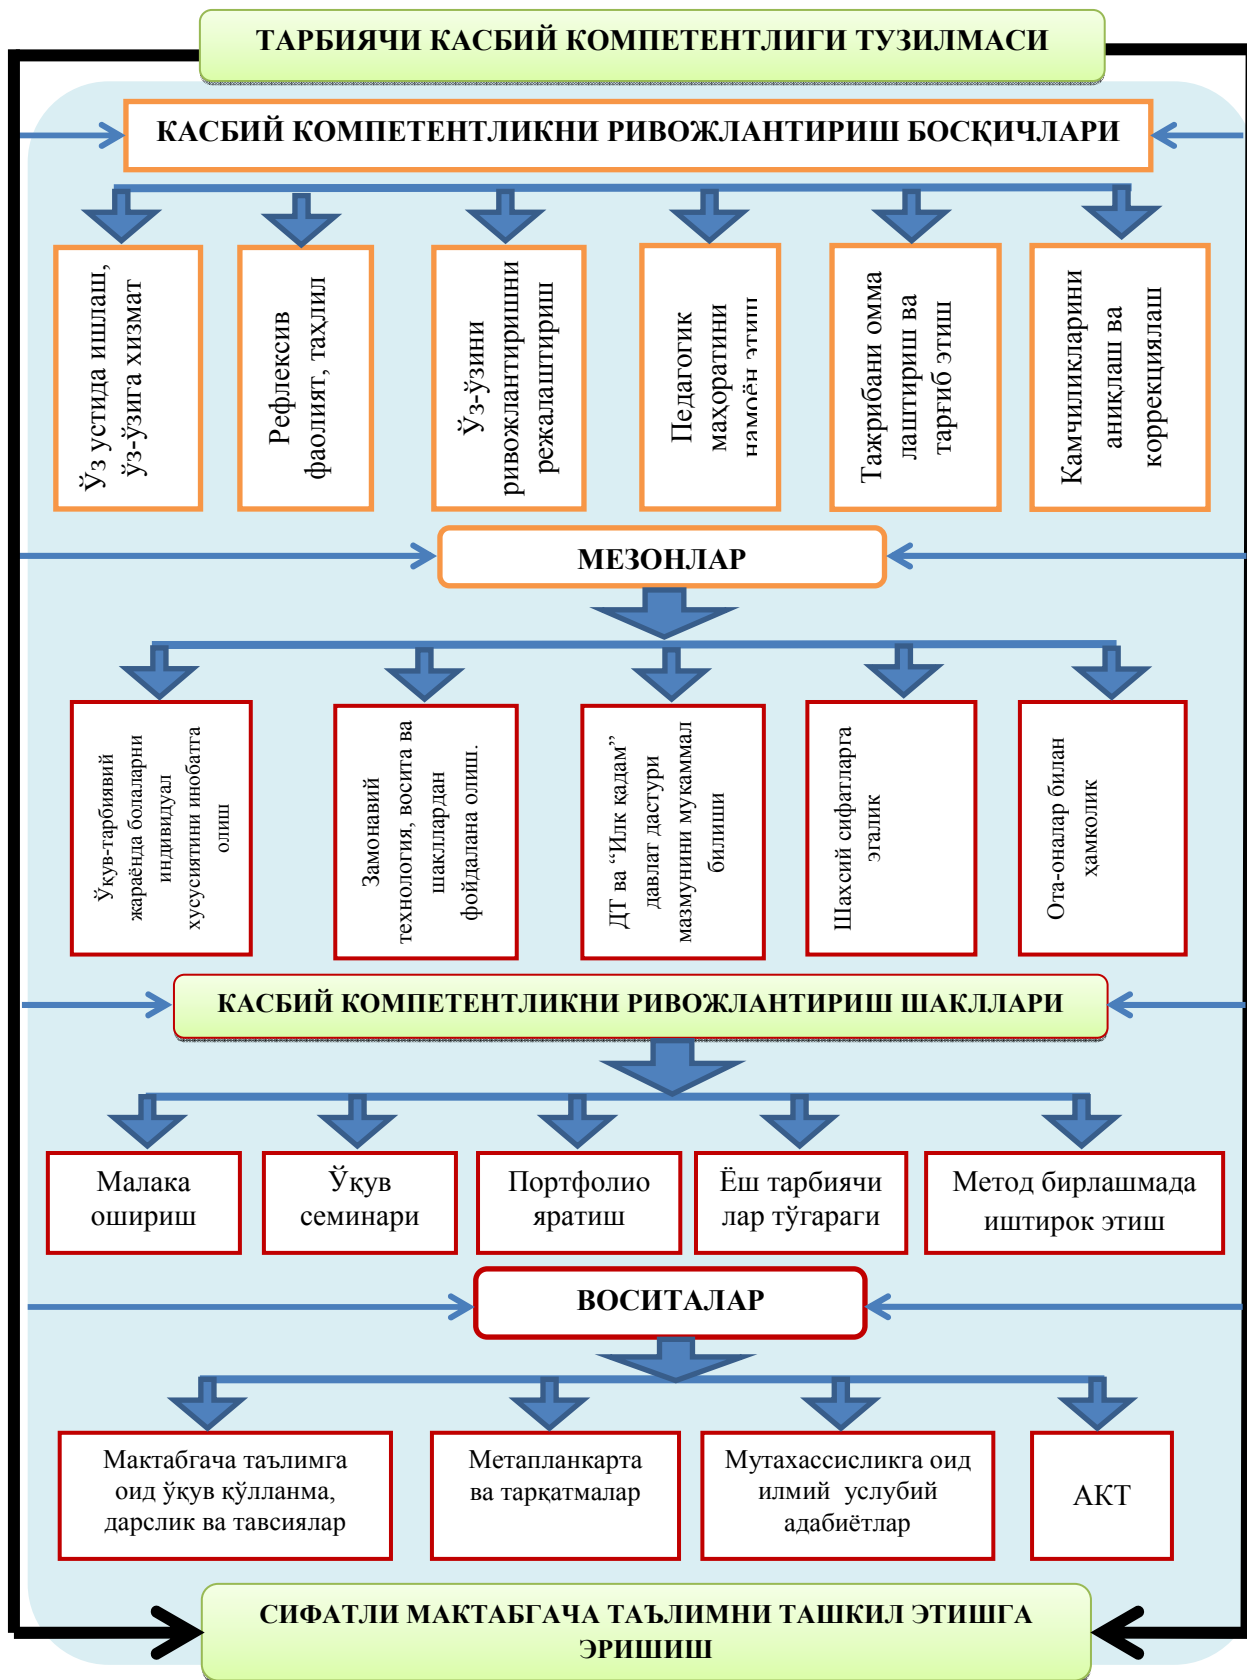 ТАРБИЯЧИ КАСБИЙ КОМПЕТЕНТЛИГИ ТУЗИЛМАСИ
КАСБИЙ КОМПЕТЕНТЛИКНИ РИВОЖЛАНТИРИШ БОСҚИЧЛАРИ
Ўз устида ишлаш,
ўз-ўзига хизмат
Рефлексив
фаолият, таҳлил
Ўз-ўзини
ривожлантиришни
режалаштириш
Педагогик
маҳоратини
намоён этиш
Тажрибани омма
лаштириш ва
тарғиб этиш
Камчиликларини
аниқлаш ва
коррекциялаш
МЕЗОНЛАР
Ўқув-тарбиявий
жараёнда болаларни
индивидуал
хусусиятини инобатга
олиш
Замонавий
технология, восита ва
шакллардан
фойдалана олиш.
ДТ ва “Илк қадам”
давлат дастури
мазмунини мукаммал
билиши
Шахсий сифатларга
эгалик
Ота-оналар билан
ҳамколик
КАСБИЙ КОМПЕТЕНТЛИКНИ РИВОЖЛАНТИРИШ ШАКЛЛАРИ
Малака
ошириш
Ўқув
семинари
Портфолио
яратиш
Ёш тарбиячи
лар тўгараги
Метод бирлашмада
иштирок этиш
ВОСИТАЛАР
Мактабгача таълимга
оид ўқув қўлланма,
дарслик ва тавсиялар
Метапланкарта
ва тарқатмалар
Мутахассисликга оид
илмий услубий
адабиётлар
АКТ
СИФАТЛИ МАКТАБГАЧА ТАЪЛИМНИ ТАШКИЛ ЭТИШГА
ЭРИШИШ